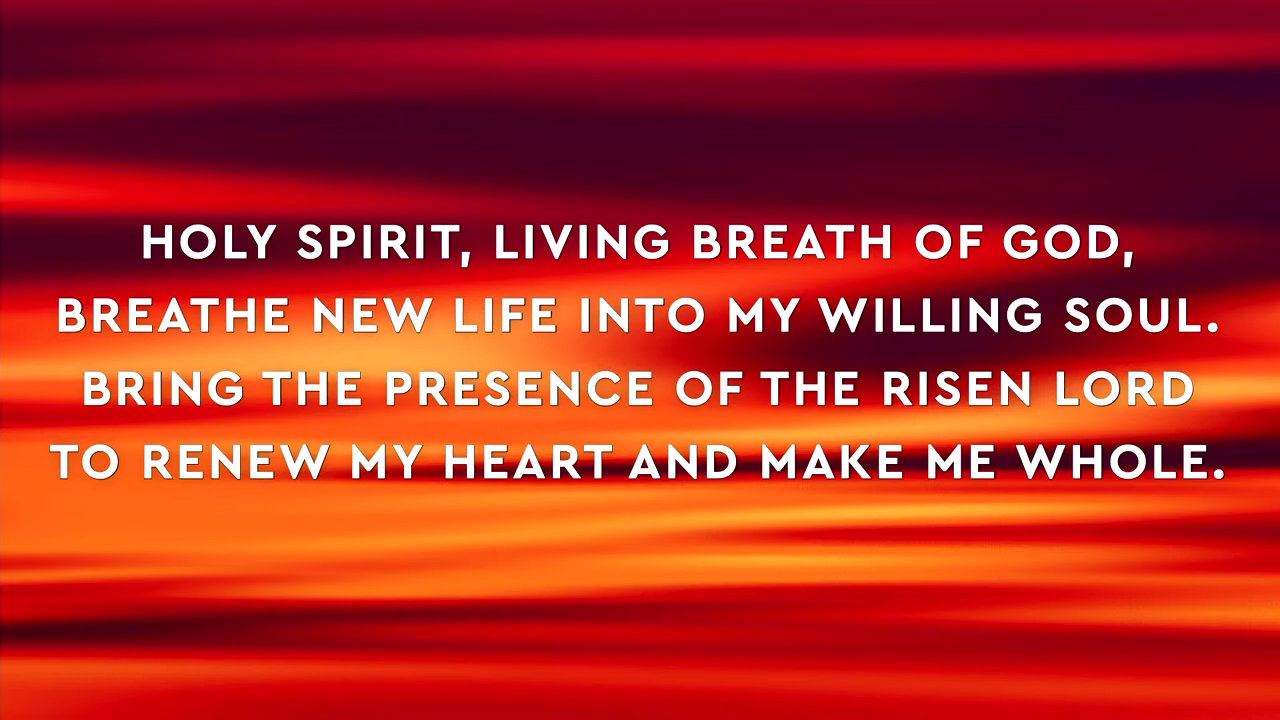 HOLY SPIRIT, LIVING BREATH OF GOD,
BREATHE NEW LIFE INTO MY WILLING SOUL.
BRING THE PRESENCE OF THE RISEN LORD
TO RENEW MY HEART AND MAKE ME WHOLE.